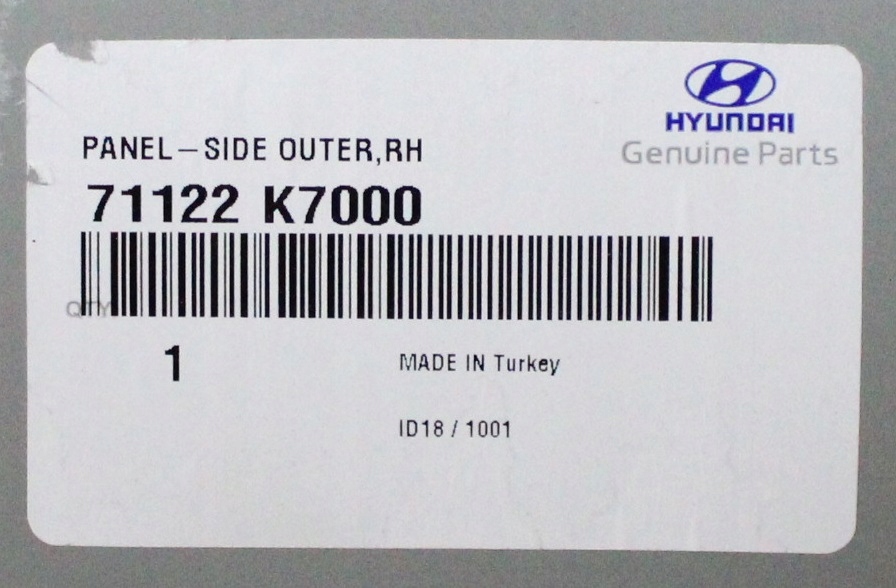 HYUNDAI
Genuine Parts
PANEL-SIDE OUTER,RH
71122 K7000
QTY
1
MADE IN Turkey
ID18 / 1001